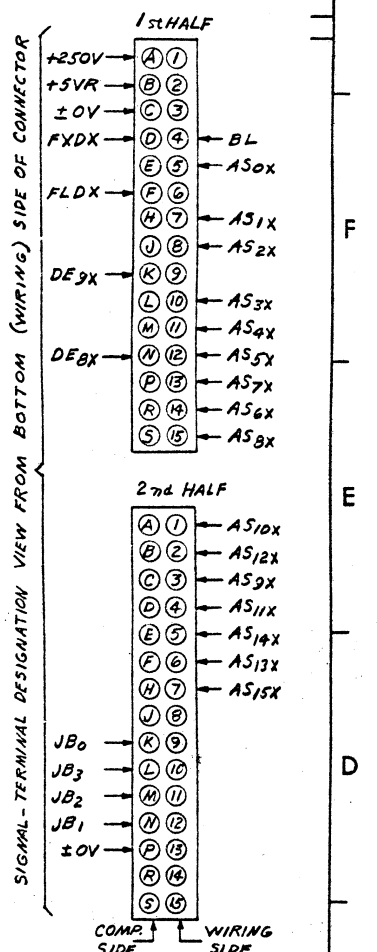 1st HALF
+250V A 1
+5VR B 2
±0V C 3
FXDX D 4 BL
E 5 AS0X
FLDX F 6
H 7 AS1X
J 8 AS2X
DE9X K 9
L 10 AS3X
M 11 AS4X
DE8X N 12 AS5X
P 13 AS7X
R 14 AS6X
S 15 AS8X
2nd HALF
A 1 AS10X
B 2 AS12X
C 3 AS9X
D 4 AS11X
E 5 AS14X
F 6 AS13X
H 7 AS15X
J 8
JB0 K 9
JB3 L 10
JB2 M 11
JB1 N 12
±0V P 13
R 14
S 15
COMP. SIDE
WIRING SIDE
SIGNAL-TERMINAL DESIGNATION VIEW FROM BOTTOM (WIRING) SIDE OF CONNECTOR
F
E
D